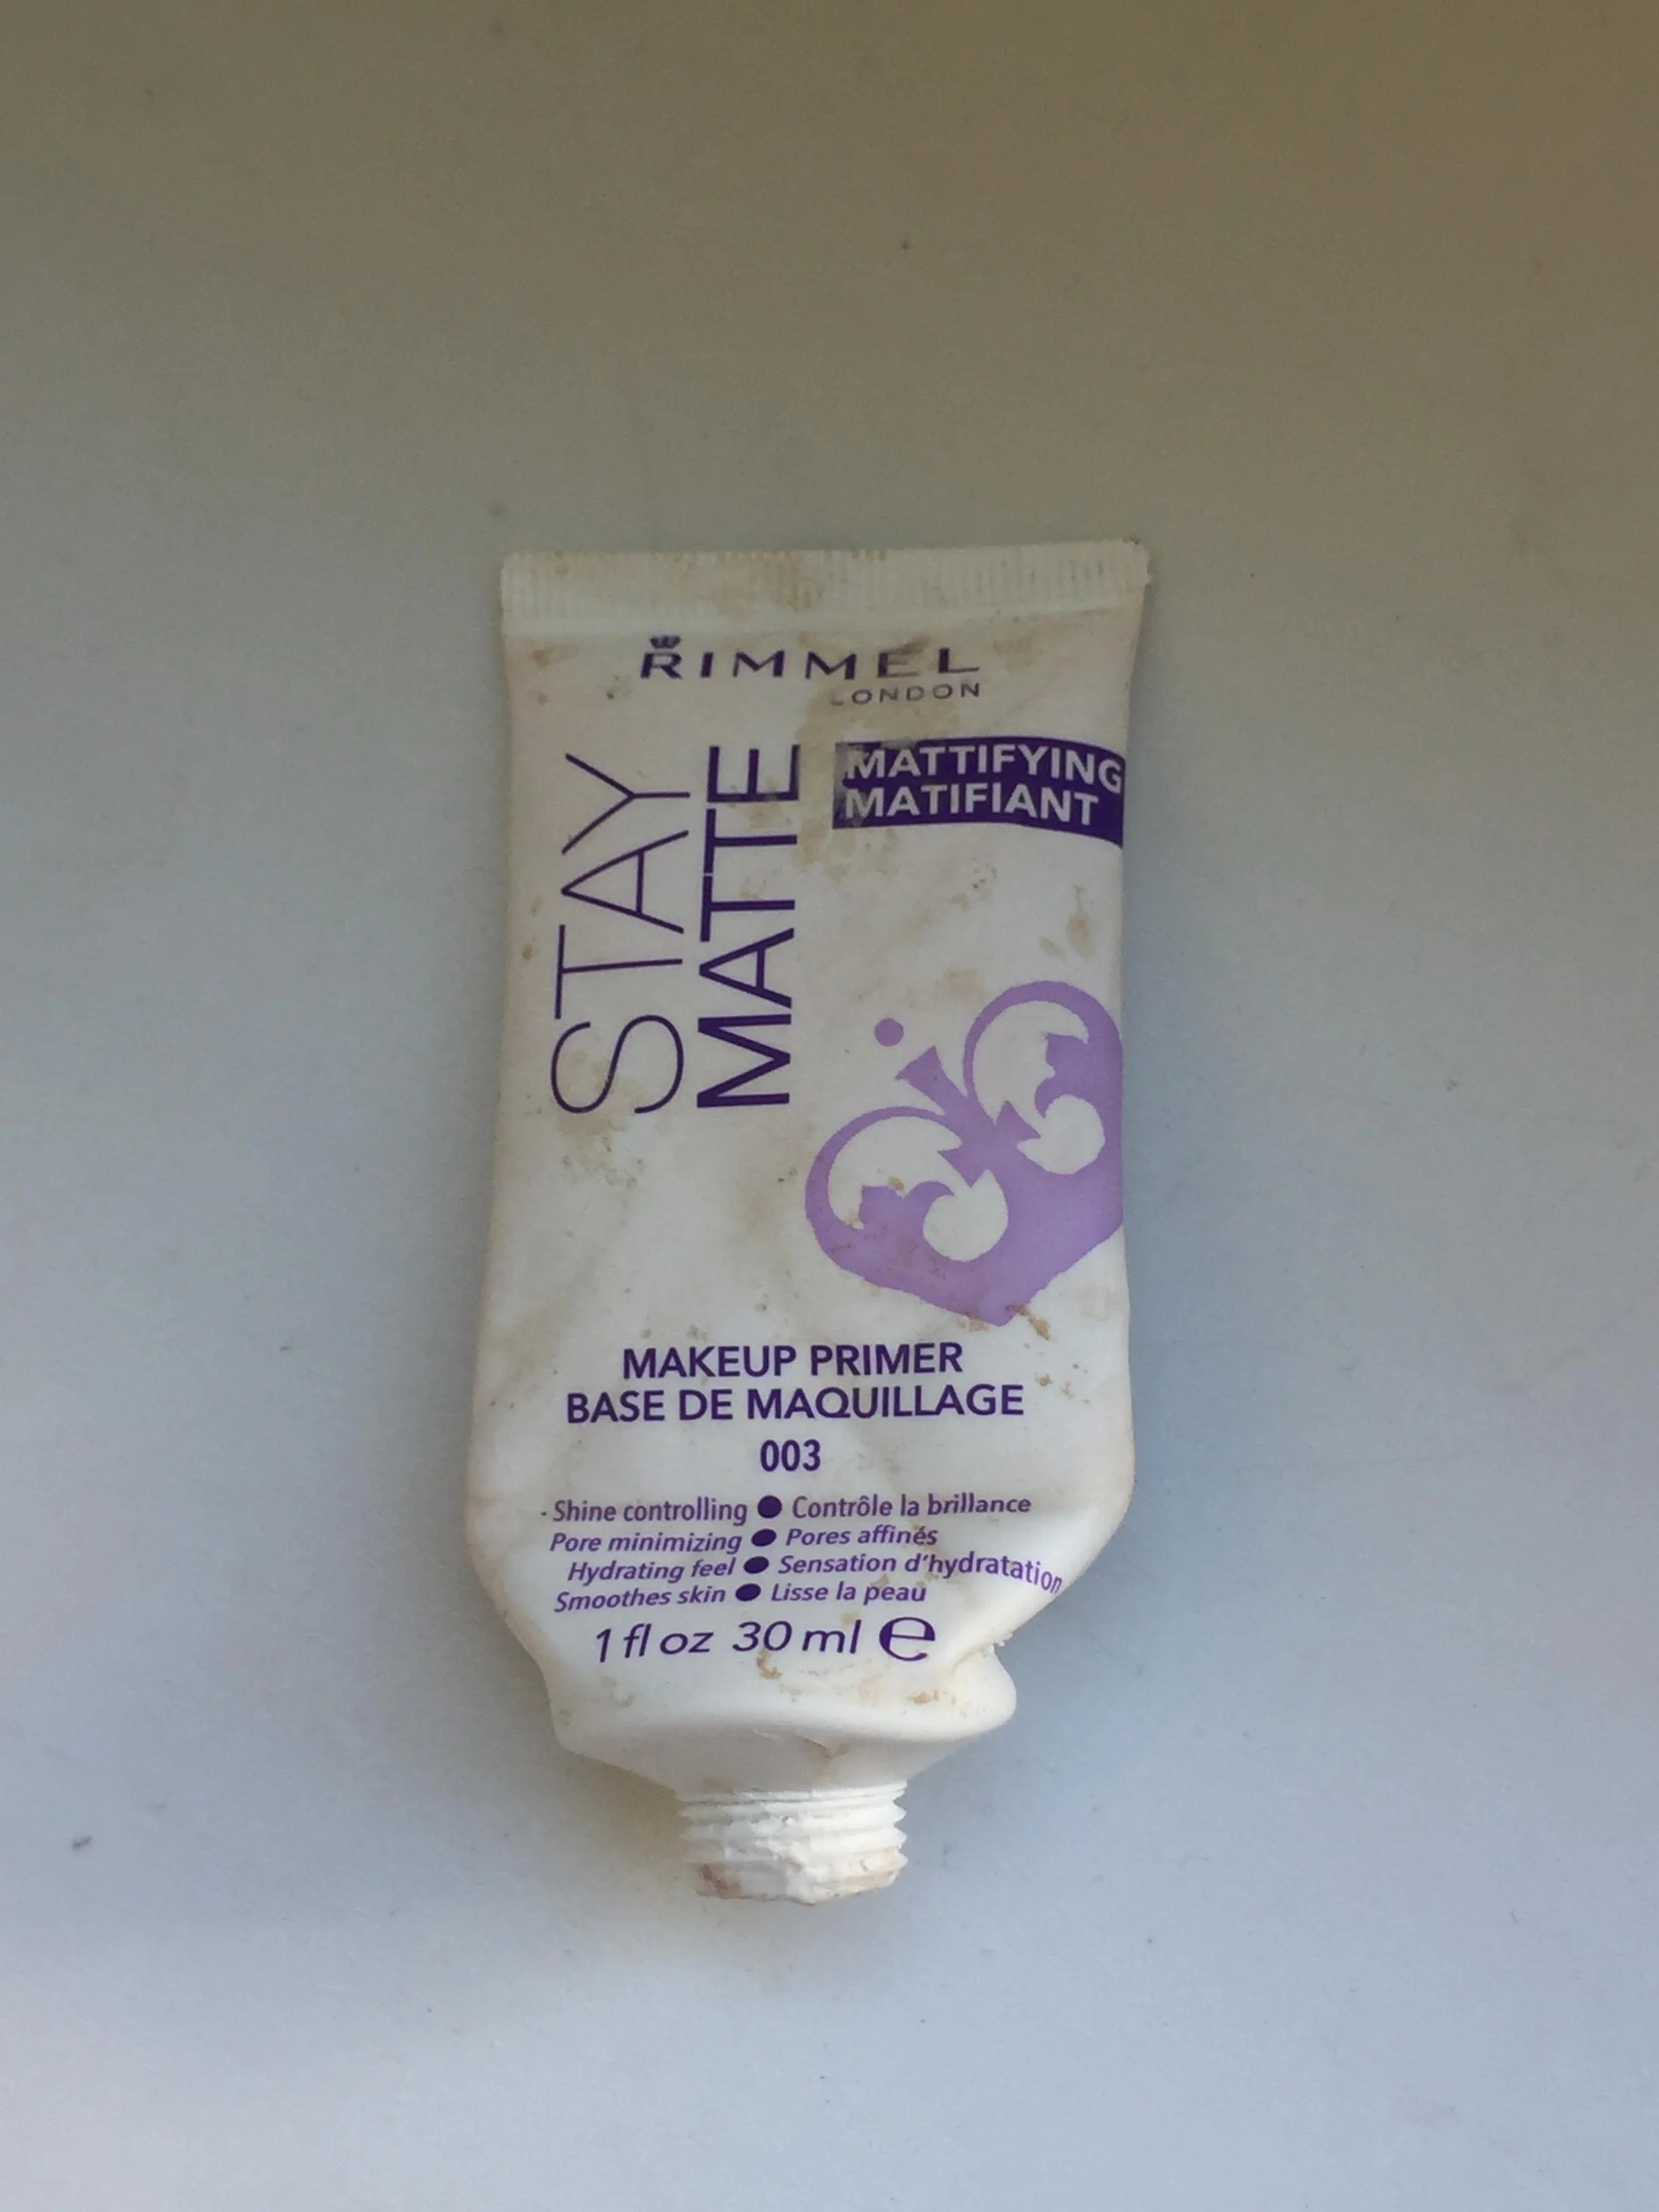 RIMMEL
LONDON
STAY
MATTE
MATTIFYING
MATIFIANT
MAKEUP PRIMER
BASE DE MAQUILLAGE
003
- Shine controlling ● Contrôle la brillance
Pore minimizing ● Pores affinés
Hydrating feel ● Sensation d'hydratation
Smoothes skin ● Lisse la peau
1 fl oz 30 ml ℮